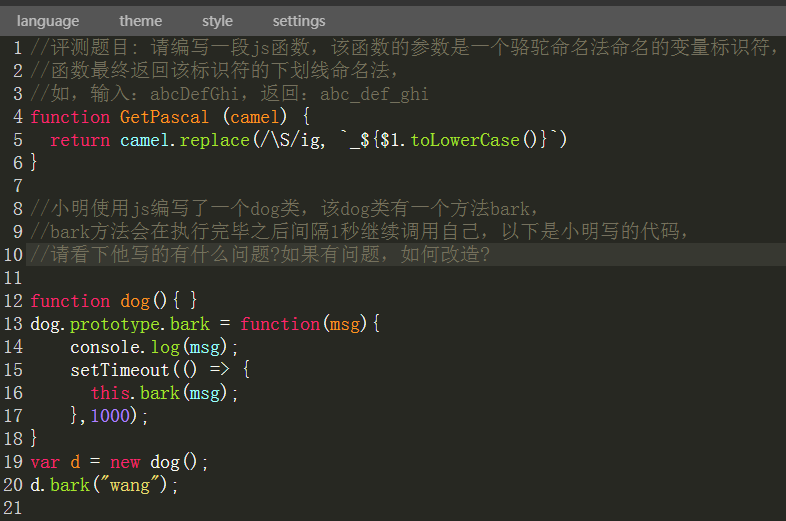 language theme style settings
1 //评测题目: 请编写一段js函数，该函数的参数是一个骆驼命名法命名的变量标识符，
2 //函数最终返回该标识符的下划线命名法，
3 //如，输入：abcDefGhi，返回：abc_def_ghi
4 function GetPascal (camel) {
5   return camel.replace(/\S/ig, `_${$1.toLowerCase()}`)
6 }
7
8 //小明使用js编写了一个dog类，该dog类有一个方法bark，
9 //bark方法会在执行完毕之后间隔1秒继续调用自己，以下是小明写的代码，
10 //请看下他写的有什么问题?如果有问题，如何改造?
11
12 function dog(){ }
13 dog.prototype.bark = function(msg){
14     console.log(msg);
15     setTimeout(() => {
16       this.bark(msg);
17     },1000);
18 }
19 var d = new dog();
20 d.bark("wang");
21